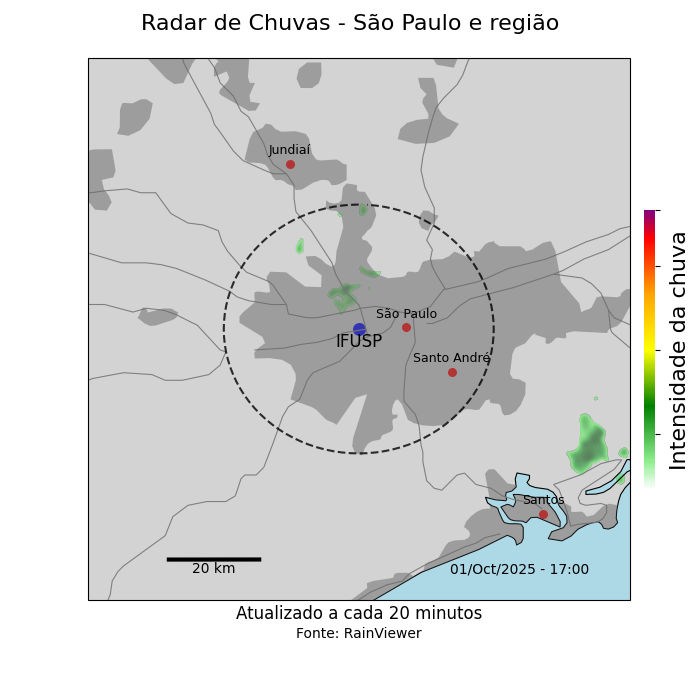 Radar de Chuvas - São Paulo e região
Jundiaí
São Paulo
IFUSP
Santo André
Santos
20 km
01/Oct/2025 - 17:00
Intensidade da chuva
Atualizado a cada 20 minutos
Fonte: RainViewer